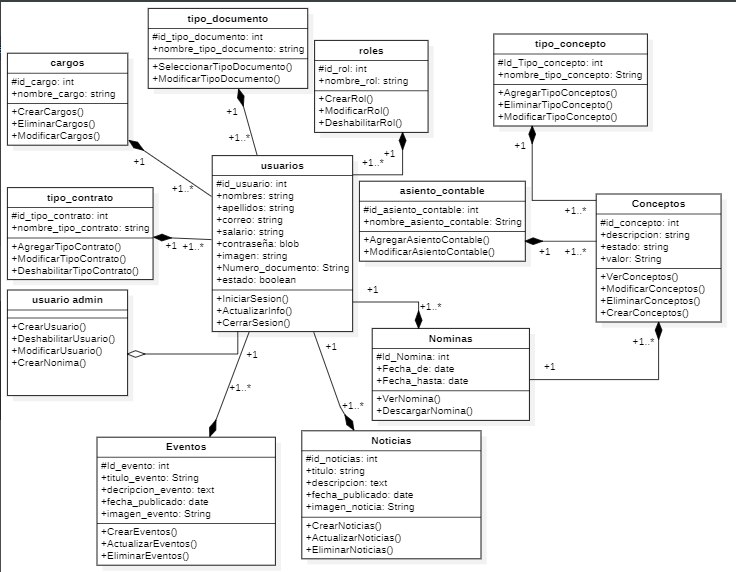 tipo_documento
#id_tipo_documento: int
+nombre_tipo_documento: string
+SeleccionarTipoDocumento()
+ModificarTipoDocumento()
roles
#id_rol: int
+nombre_rol: string
+CrearRol()
+ModificarRol()
+DeshabilitarRol()
tipo_concepto
#Id_Tipo_concepto: int
+nombre_tipo_concepto: String
+AgregarTipoConceptos()
+EliminarTipoConcepto()
+ModificarTipoConcepto()
cargos
#id_cargo: int
+nombre_cargo: string
+CrearCargos()
+EliminarCargos()
+ModificarCargos()
+1
+1..*
+1
+1..*
+1
+1..*
+1
+1..*
usuarios
#id_usuario: int
+nombres: string
+apellidos: string
+correo: string
+salario: string
+contraseña: blob
+imagen: string
+Numero_documento: String
+estado: boolean
+IniciarSesion()
+ActualizarInfo()
+CerrarSesion()
tipo_contrato
#id_tipo_contrato: int
+nombre_tipo_contrato: string
+AgregarTipoContrato()
+ModificarTipoContrato()
+DeshabilitarTipoContrato()
+1
+1..*
asiento_contable
#id_asiento_contable: int
+nombre_asiento_contable: String
+AgregarAsientoContable()
+ModificarAsientoContable()
+1
+1..*
Conceptos
#id_concepto: int
+descripcion: string
+estado: string
+valor: String
+VerConceptos()
+ModificarConceptos()
+EliminarConceptos()
+CrearConceptos()
usuario admin
+CrearUsuario()
+DeshabilitarUsuario()
+ModificarUsuario()
+CrearNonima()
+1
+1..*
Nominas
#Id_Nomina: int
+Fecha_de: date
+Fecha_hasta: date
+VerNomina()
+DescargarNomina()
+1..*
+1
+1
+1..*
+1
+1..*
Eventos
#Id_evento: int
+titulo_evento: String
+decripcion_evento: text
+fecha_publicado: date
+imagen_evento: String
+CrearEventos()
+ActualizarEventos()
+EliminarEventos()
Noticias
#id_noticias: int
+titulo: string
+descripcion: text
+fecha_publicado: date
+imagen_noticia: String
+CrearNoticias()
+ActualizarNoticias()
+EliminarNoticias()